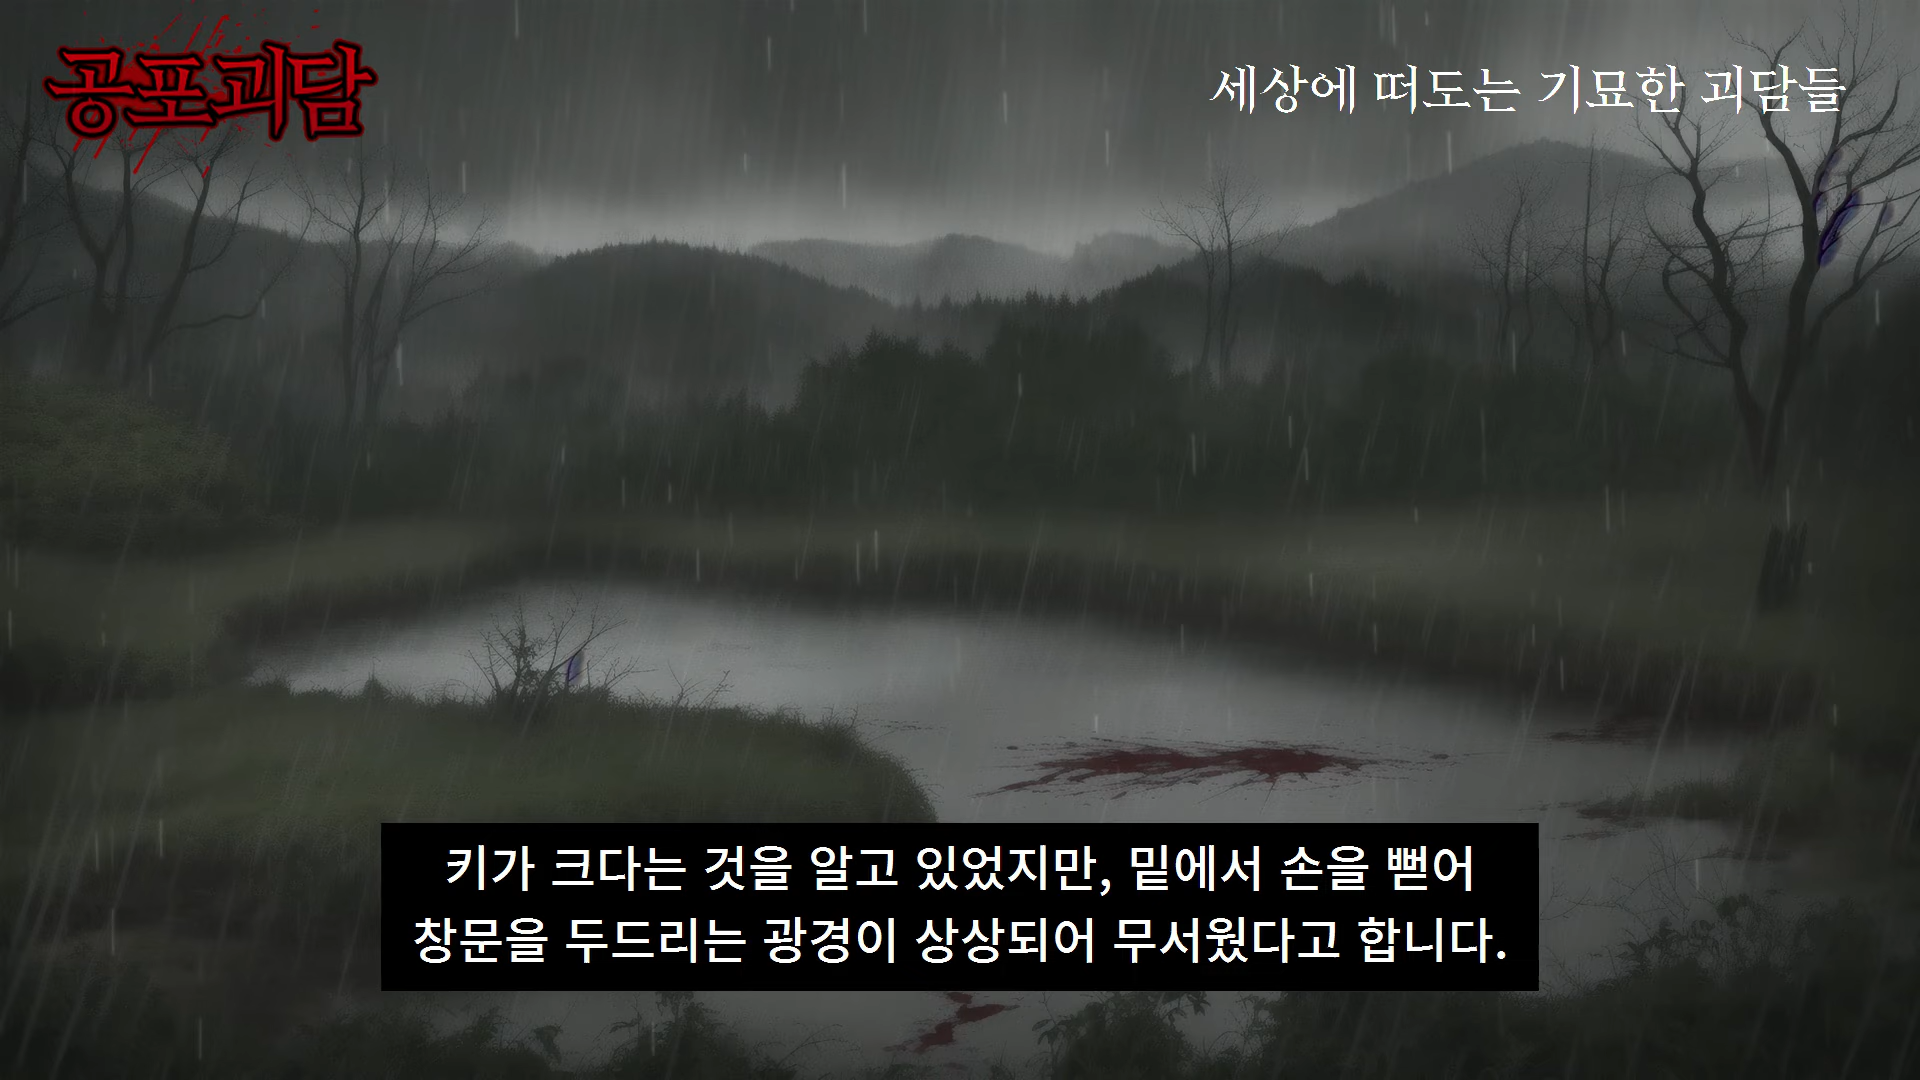 공포괴담
세상에 떠도는 기묘한 괴담들
키가 크다는 것을 알고 있었지만, 밑에서 손을 뻗어
창문을 두드리는 광경이 상상되어 무서웠다고 합니다.